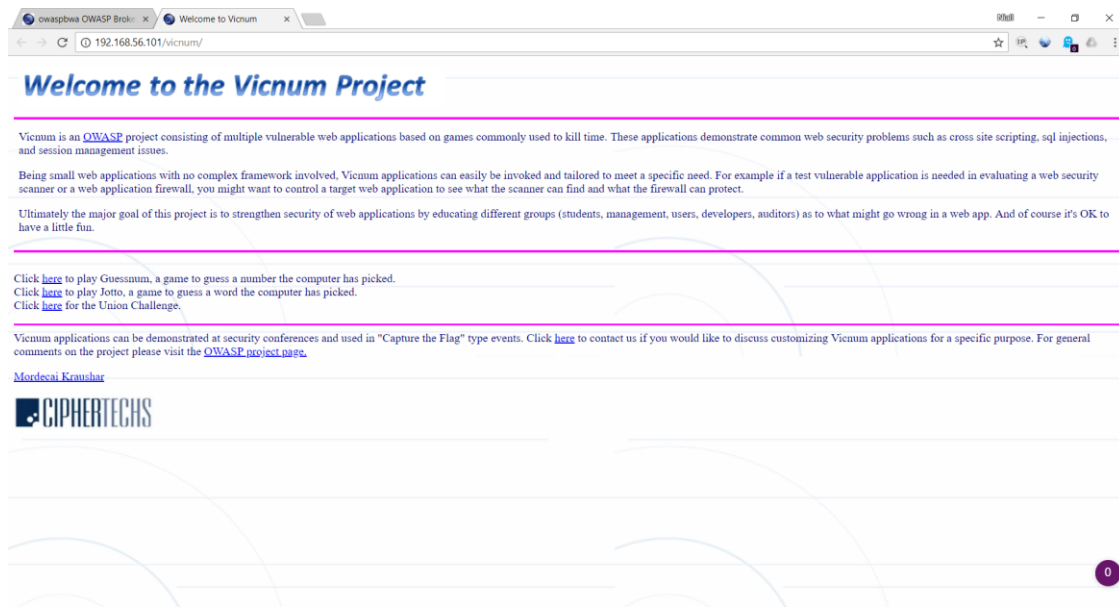 owaspbwa OWASP Broke
Welcome to Vicnum
Niall
192.168.56.101/vicnum/
Welcome to the Vicnum Project
Vicnum is an OWASP project consisting of multiple vulnerable web applications based on games commonly used to kill time. These applications demonstrate common web security problems such as cross site scripting, sql injections,
and session management issues.
Being small web applications with no complex framework involved, Vicnum applications can easily be invoked and tailored to meet a specific need. For example if a test vulnerable application is needed in evaluating a web security
scanner or a web application firewall, you might want to control a target web application to see what the scanner can find and what the firewall can protect.
Ultimately the major goal of this project is to strengthen security of web applications by educating different groups (students, management, users, developers, auditors) as to what might go wrong in a web app. And of course it's OK to
have a little fun.
Click here to play Guessnum, a game to guess a number the computer has picked.
Click here to play Jotto, a game to guess a word the computer has picked.
Click here for the Union Challenge.
Vicnum applications can be demonstrated at security conferences and used in "Capture the Flag" type events. Click here to contact us if you would like to discuss customizing Vicnum applications for a specific purpose. For general
comments on the project please visit the OWASP project page.
Mordecai Kraushar
CIPHERTECHS
0